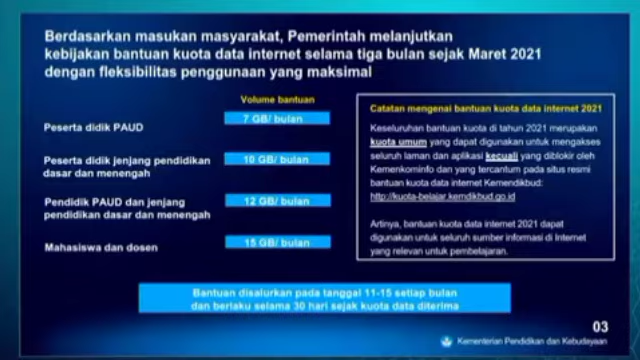 Berdasarkan masukan masyarakat, Pemerintah melanjutkan
kebijakan bantuan kuota data internet selama tiga bulan sejak Maret 2021
dengan fleksibilitas penggunaan yang maksimal
Volume bantuan
Peserta didik PAUD
7 GB/ bulan
Peserta didik jenjang pendidikan
dasar dan menengah
10 GB/ bulan
Pendidik PAUD dan jenjang
pendidikan dasar dan menengah
12 GB/ bulan
Mahasiswa dan dosen
15 GB/ bulan
Catatan mengenai bantuan kuota data internet 2021
Keseluruhan bantuan kuota di tahun 2021 merupakan
kuota umum yang dapat digunakan untuk mengakses
seluruh laman dan aplikasi kecuali yang diblokir oleh
Kemenkominfo dan yang tercantum pada situs resmi
bantuan kuota data internet Kemendikbud:
http://kuota-belajar.kemdikbud.go.id
Artinya, bantuan kuota data internet 2021 dapat
digunakan untuk seluruh sumber informasi di Internet
yang relevan untuk pembelajaran.
Bantuan disalurkan pada tanggal 11-15 setiap bulan
dan berlaku selama 30 hari sejak kuota data diterima
03
Kementerian Pendidikan dan Kebudayaan